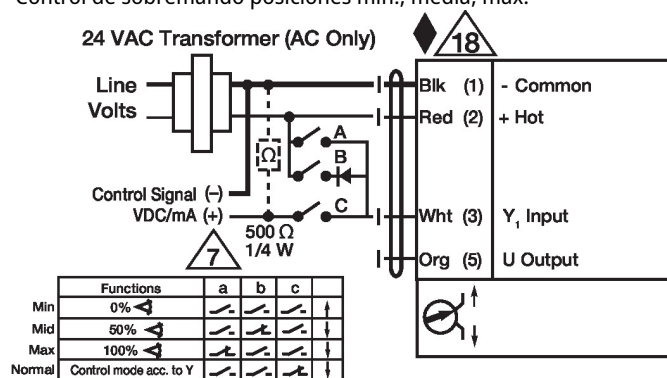 Control de sobremando posiciones min., media, max.
24 VAC Transformer (AC Only)
18
Line
Volts
Blk (1) - Common
Red (2) + Hot
A
B
C
Ω
Control Signal (–)
VDC/mA (+)
500 Ω
1/4 W
7
Wht (3) Y1 Input
Org (5) U Output
Functions a b c
Min 0%
Mid 50%
Max 100%
Normal Control mode acc. to Y